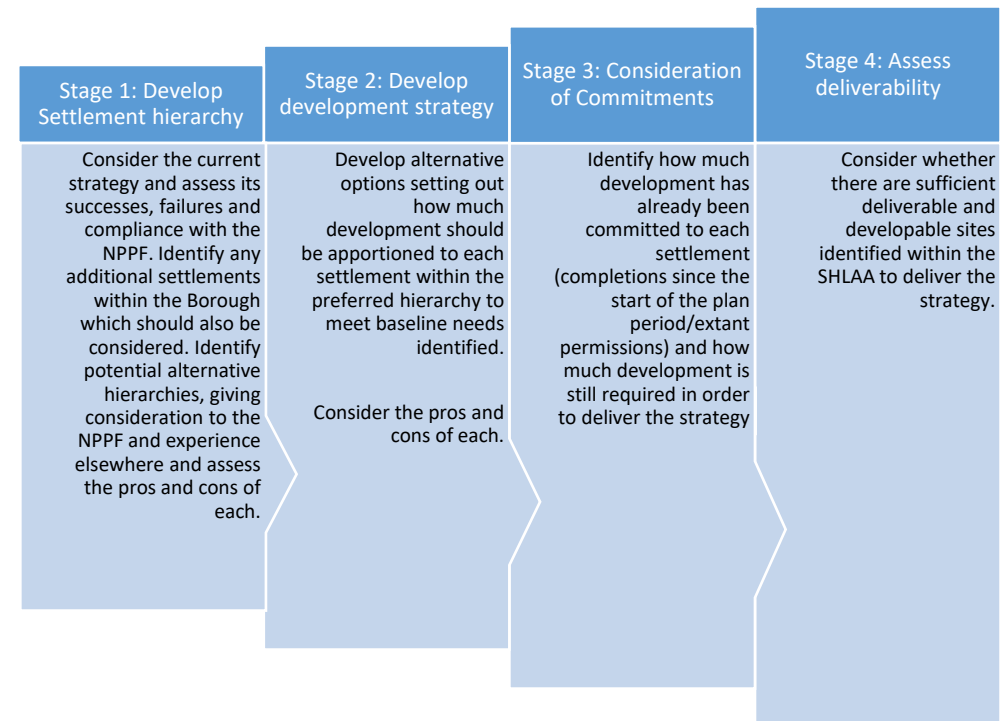 Stage 1: Develop
Settlement hierarchy
Consider the current
strategy and assess its
successes, failures and
compliance with the
NPPF. Identify any
additional settlements
within the Borough
which should also be
considered. Identify
potential alternative
hierarchies, giving
consideration to the
NPPF and experience
elsewhere and assess
the pros and cons of
each.
Stage 2: Develop
development strategy
Develop alternative
options setting out
how much
development should
be apportioned to each
settlement within the
preferred hierarchy to
meet baseline needs
identified.
Consider the pros and
cons of each.
Stage 3: Consideration
of Commitments
Identify how much
development has
already been
committed to each
settlement
(completions since the
start of the plan
period/extant
permissions) and how
much development is
still required in order
to deliver the strategy
Stage 4: Assess
deliverability
Consider whether
there are sufficient
deliverable and
developable sites
identified within the
SHLAA to deliver the
strategy.